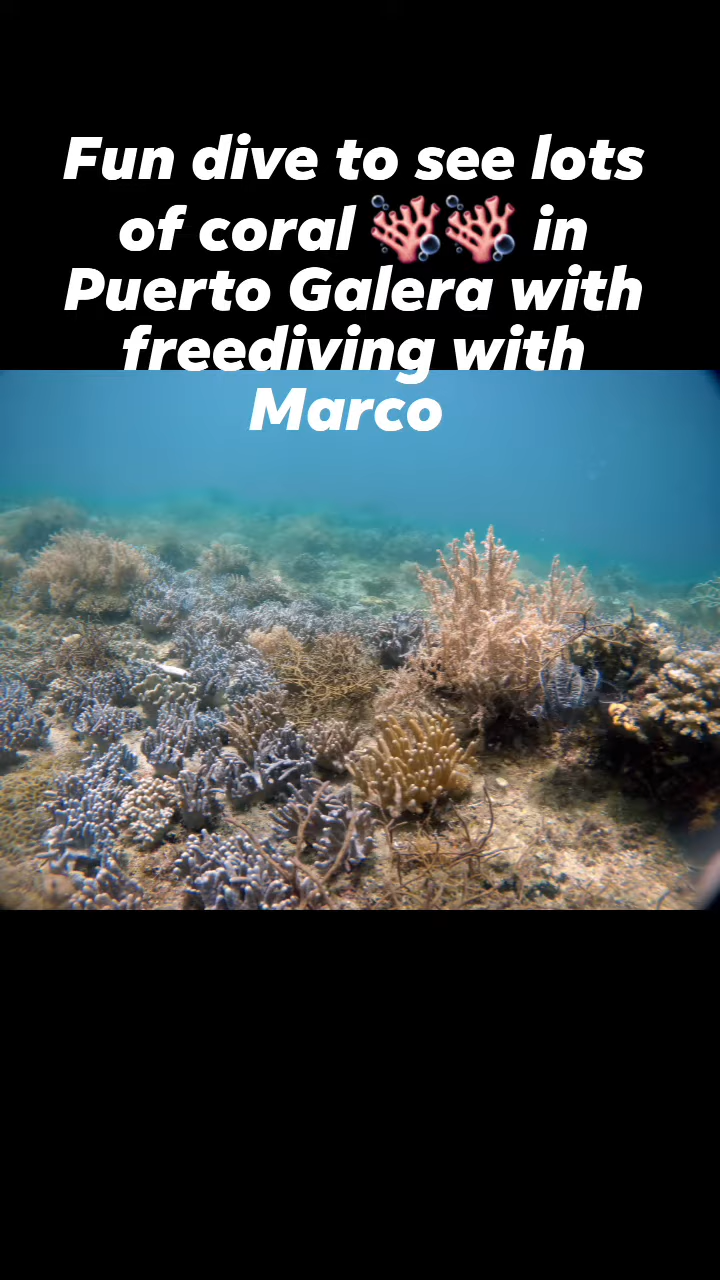 Fun dive to see lots
of coral 🪸🪸 in
Puerto Galera with
freediving with
Marco